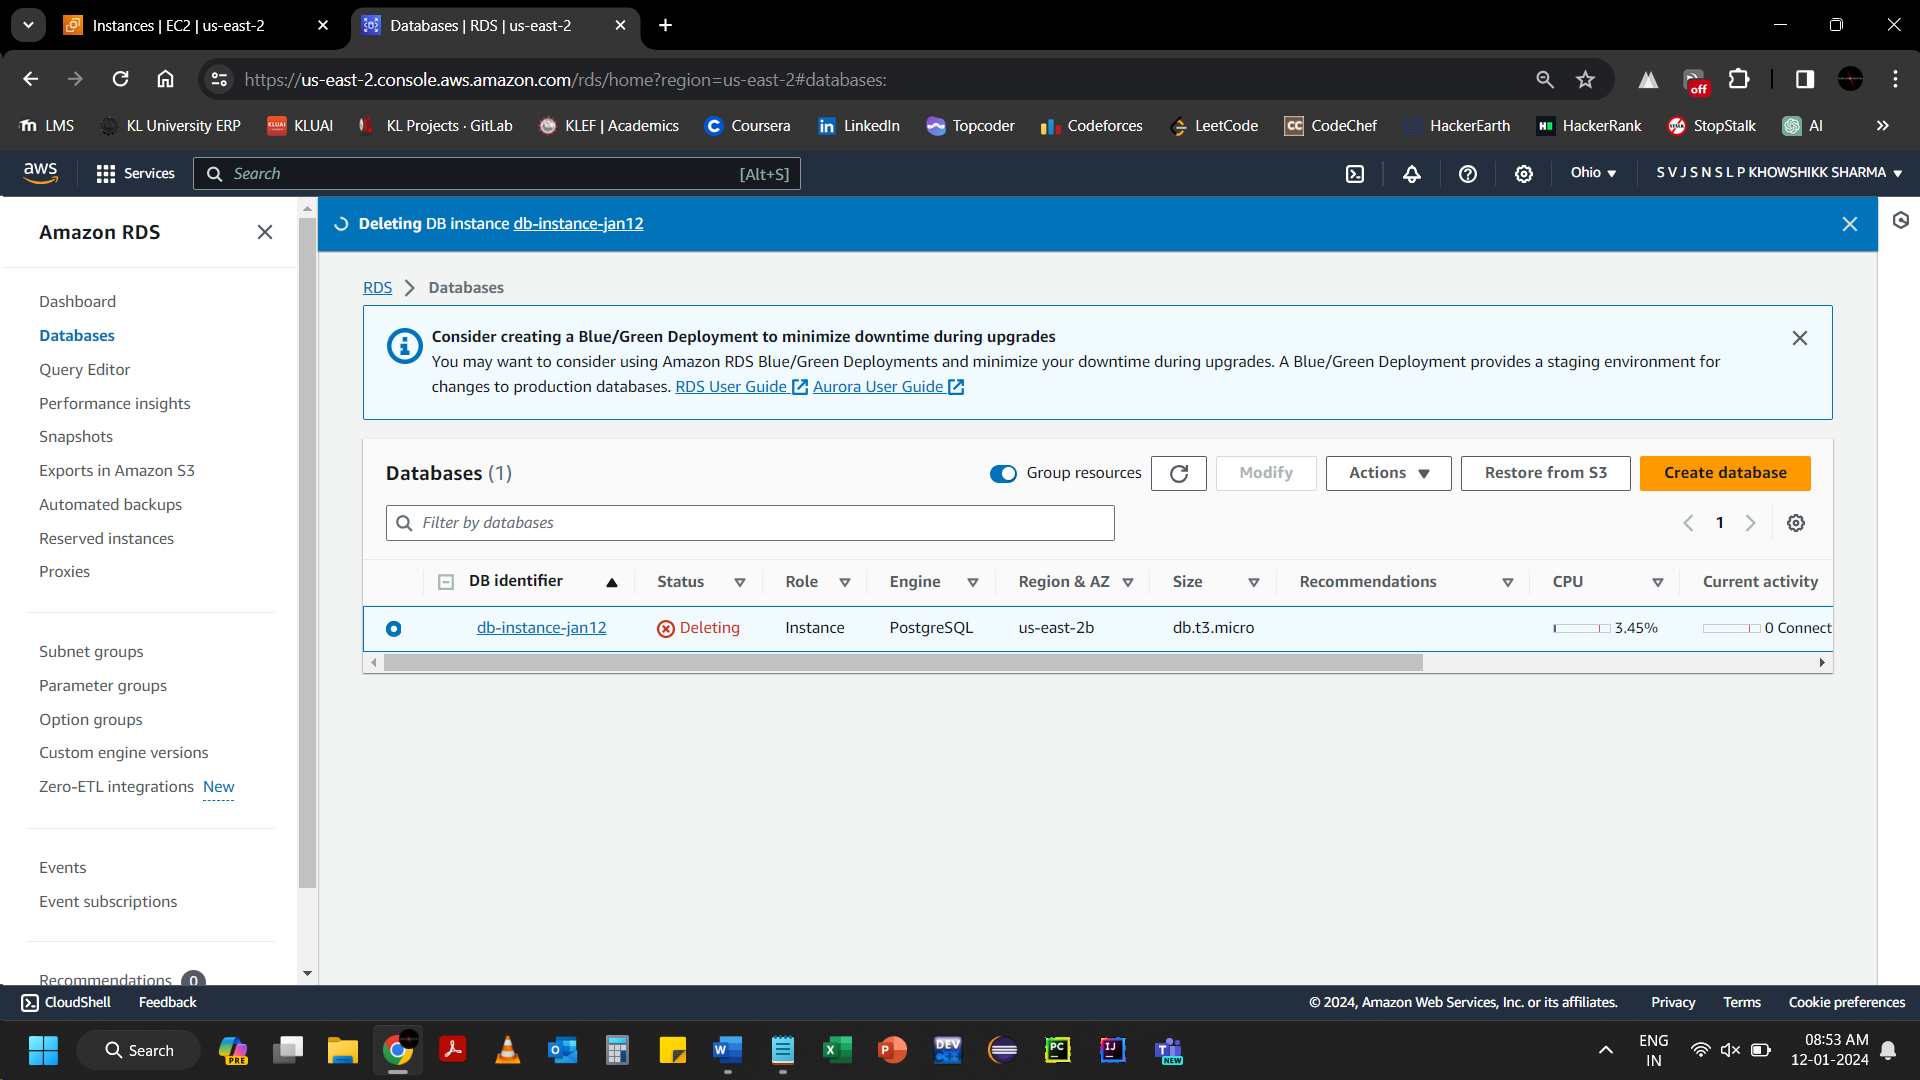 Instances | EC2 | us-east-2
Databases | RDS | us-east-2
https://us-east-2.console.aws.amazon.com/rds/home?region=us-east-2#databases:
off
LMS
KL University ERP
KLUAI
KL Projects · GitLab
KLEF | Academics
Coursera
LinkedIn
Topcoder
Codeforces
LeetCode
CodeChef
HackerEarth
HackerRank
StopStalk
AI
aws
Services
Search
[Alt+S]
Ohio
S V J S N S L P KHOWSHIKK SHARMA
Amazon RDS
Dashboard
Databases
Query Editor
Performance insights
Snapshots
Exports in Amazon S3
Automated backups
Reserved instances
Proxies
Subnet groups
Parameter groups
Option groups
Custom engine versions
Zero-ETL integrations New
Events
Event subscriptions
Recommendations 0
Deleting DB instance db-instance-jan12
RDS > Databases
Consider creating a Blue/Green Deployment to minimize downtime during upgrades
You may want to consider using Amazon RDS Blue/Green Deployments and minimize your downtime during upgrades. A Blue/Green Deployment provides a staging environment for
changes to production databases. RDS User Guide Aurora User Guide
Databases (1)
Group resources
Modify
Actions
Restore from S3
Create database
Filter by databases
1
DB identifier Status Role Engine Region & AZ Size Recommendations CPU Current activity
db-instance-jan12 Deleting Instance PostgreSQL us-east-2b db.t3.micro 3.45% 0 Connect
CloudShell
Feedback
© 2024, Amazon Web Services, Inc. or its affiliates.
Privacy
Terms
Cookie preferences
Search
PRE
DEV
PC
IJ
NEW
ENG
IN
08:53 AM
12-01-2024